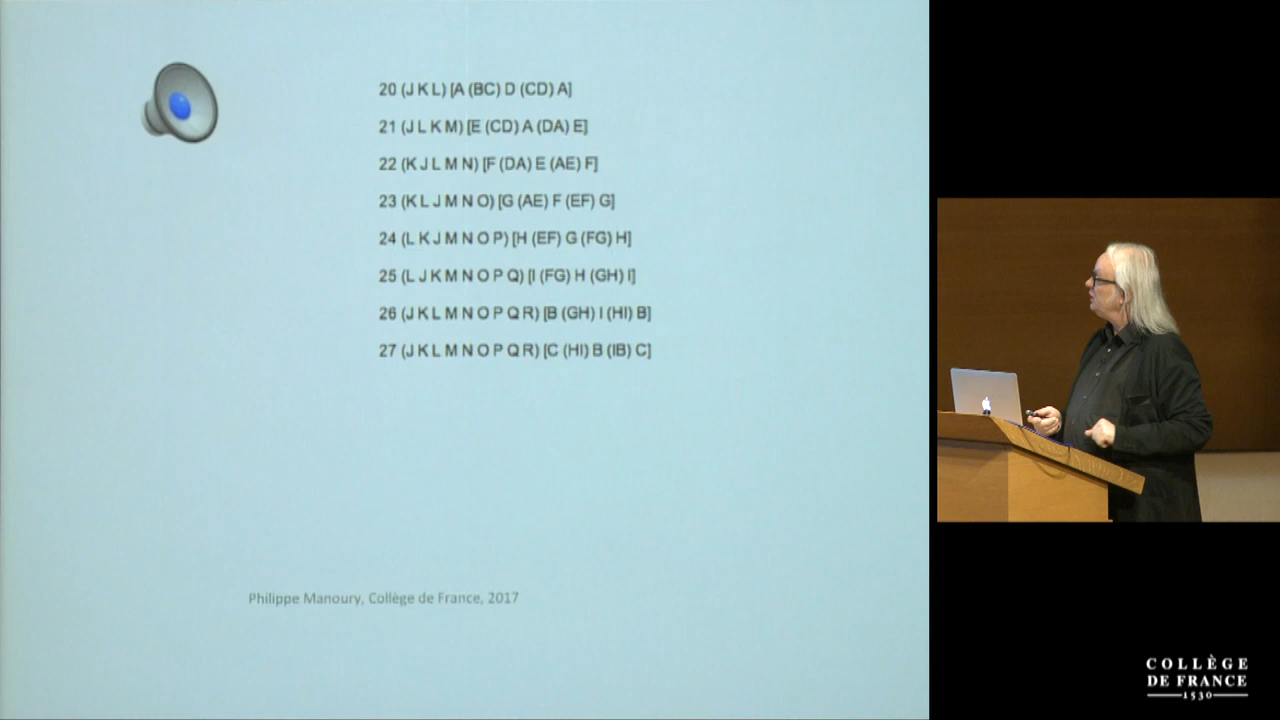 20 (J K L) [A (BC) D (CD) A]
21 (J L K M) [E (CD) A (DA) E]
22 (K J L M N) [F (DA) E (AE) F]
23 (K L J M N O) [G (AE) F (EF) G]
24 (L K J M N O P) [H (EF) G (FG) H]
25 (L J K M N O P Q) [I (FG) H (GH) I]
26 (J K L M N O P Q R) [B (GH) I (HI) B]
27 (J K L M N O P Q R) [C (HI) B (IB) C]
Philippe Manoury, Collège de France, 2017
COLLÈGE
DE FRANCE
1530